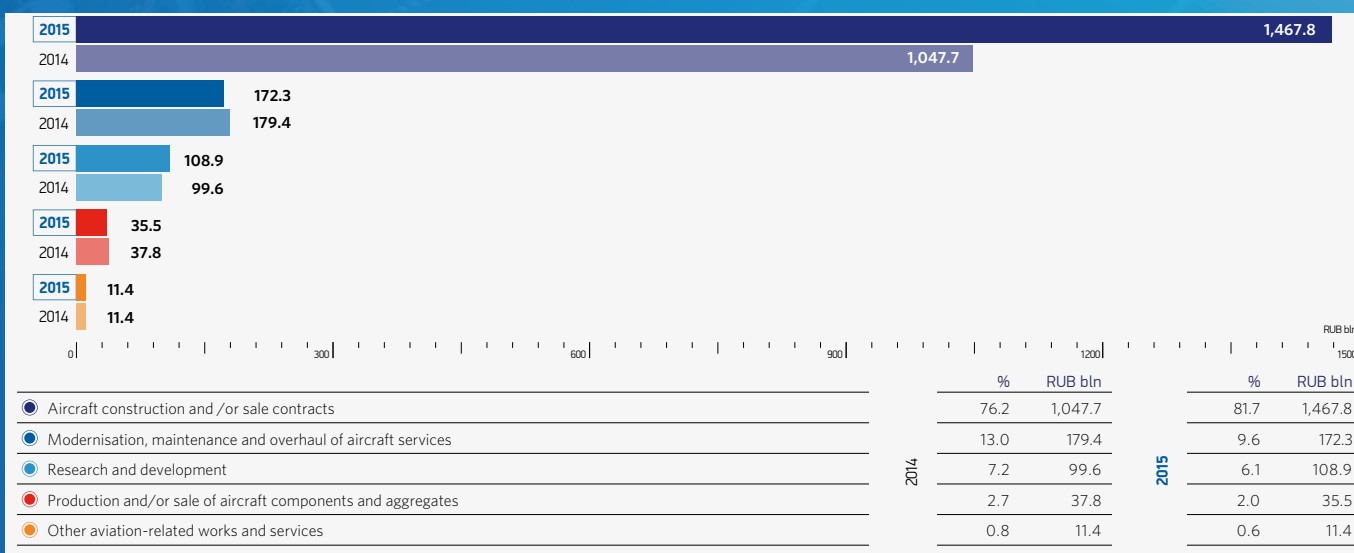 2015 1,467.8
2014 1,047.7
2015 172.3
2014 179.4
2015 108.9
2014 99.6
2015 35.5
2014 37.8
2015 11.4
2014 11.4
RUB bln
0 300 600 900 1200 1500
% RUB bln % RUB bln
Aircraft construction and /or sale contracts 76.2 1,047.7 81.7 1,467.8
Modernisation, maintenance and overhaul of aircraft services 13.0 179.4 9.6 172.3
2014 2015
Research and development 7.2 99.6 6.1 108.9
Production and/or sale of aircraft components and aggregates 2.7 37.8 2.0 35.5
Other aviation-related works and services 0.8 11.4 0.6 11.4